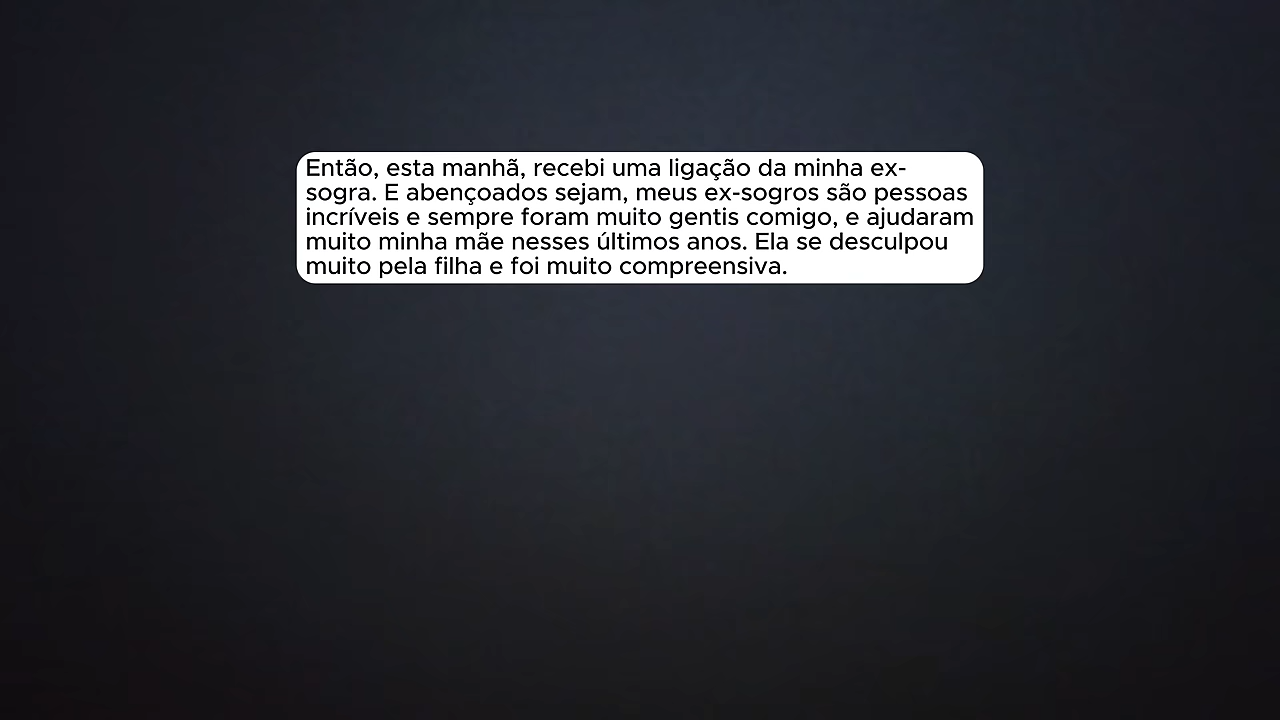 Então, esta manhã, recebi uma ligação da minha ex-
sogra. E abençoados sejam, meus ex-sogros são pessoas
incríveis e sempre foram muito gentis comigo, e ajudaram
muito minha mãe nesses últimos anos. Ela se desculpou
muito pela filha e foi muito compreensiva.